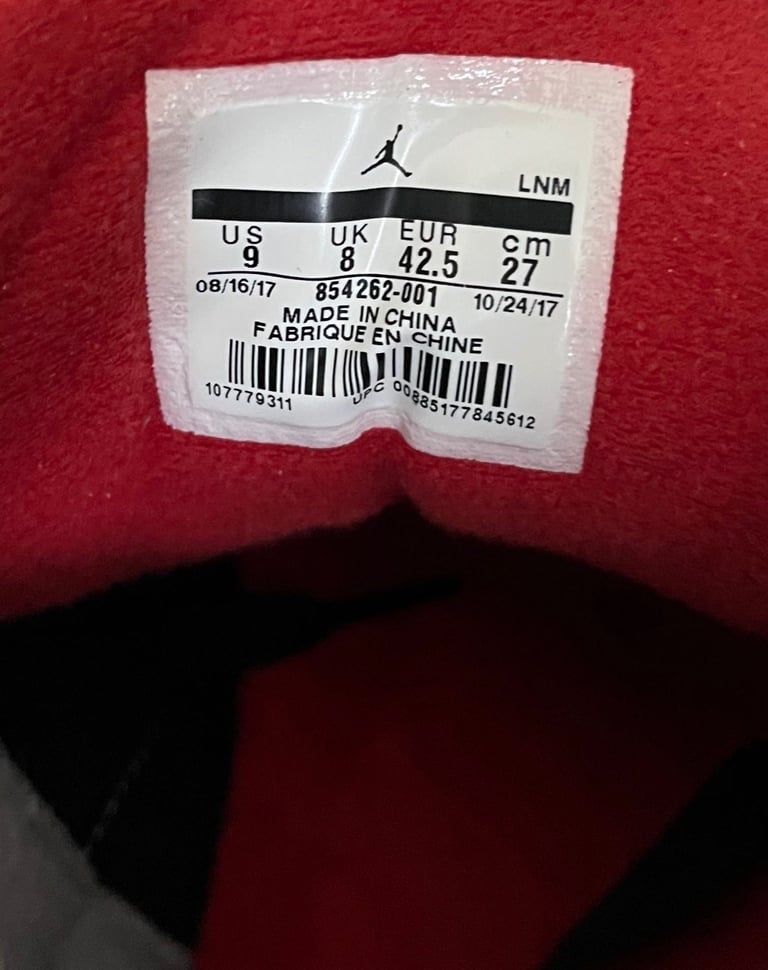 LNM
US UK EUR cm
9 8 42.5 27
08/16/17 854262-001 10/24/17
MADE IN CHINA
FABRIQUE EN CHINE
107779311 UPC 00885177845612